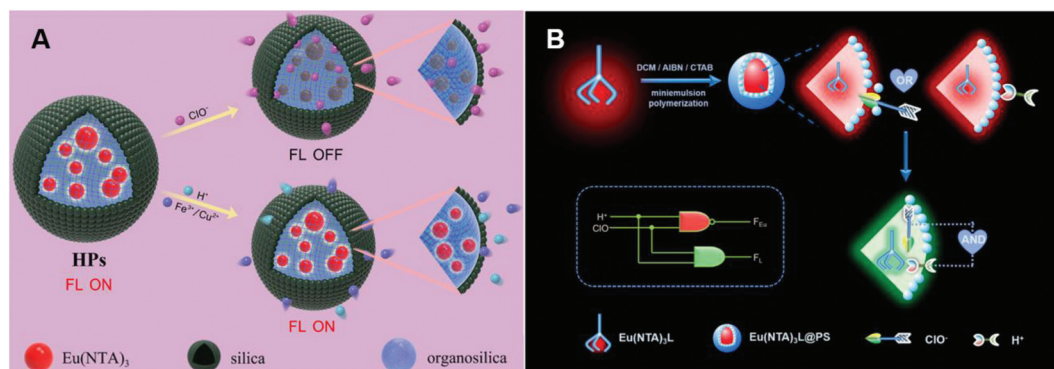 A
ClO⁻
FL OFF
H⁺
Fe³⁺/Cu²⁺
HPs
FL ON
FL ON
Eu(NTA)₃
silica
organosilica
B
DCM / AIBN / CTAB
miniemulsion
polymerization
OR
H⁺
ClO
F_Eu
F_L
AND
Eu(NTA)₃L
Eu(NTA)₃L@PS
ClO⁻
H⁺